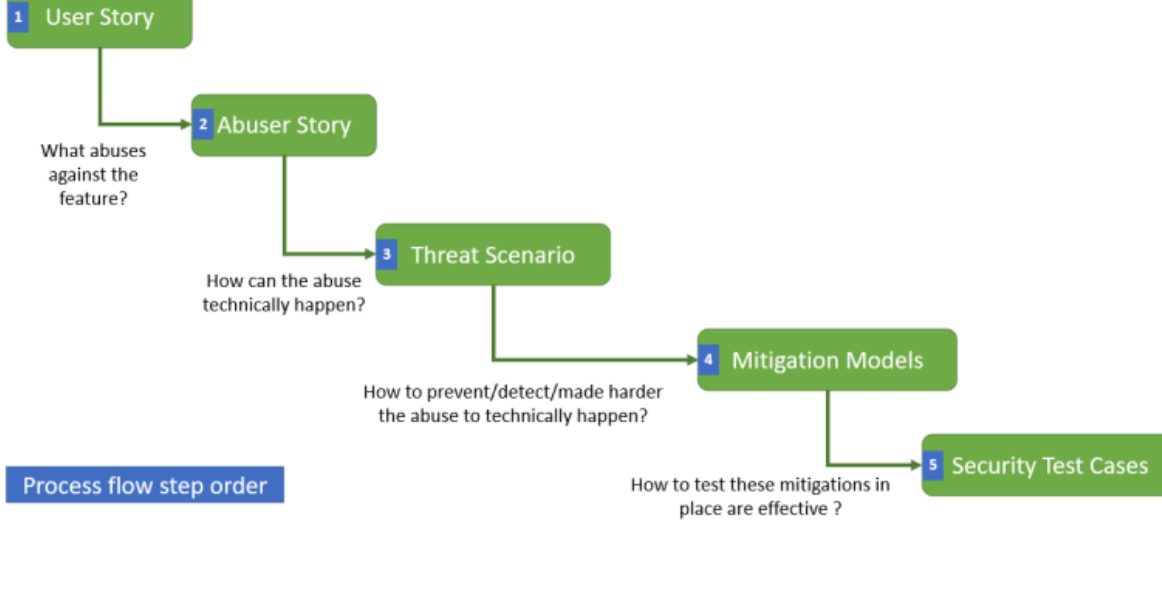 1 User Story
2 Abuser Story
What abuses
against the
feature?
3 Threat Scenario
How can the abuse
technically happen?
4 Mitigation Models
How to prevent/detect/made harder
the abuse to technically happen?
5 Security Test Cases
Process flow step order
How to test these mitigations in
place are effective ?